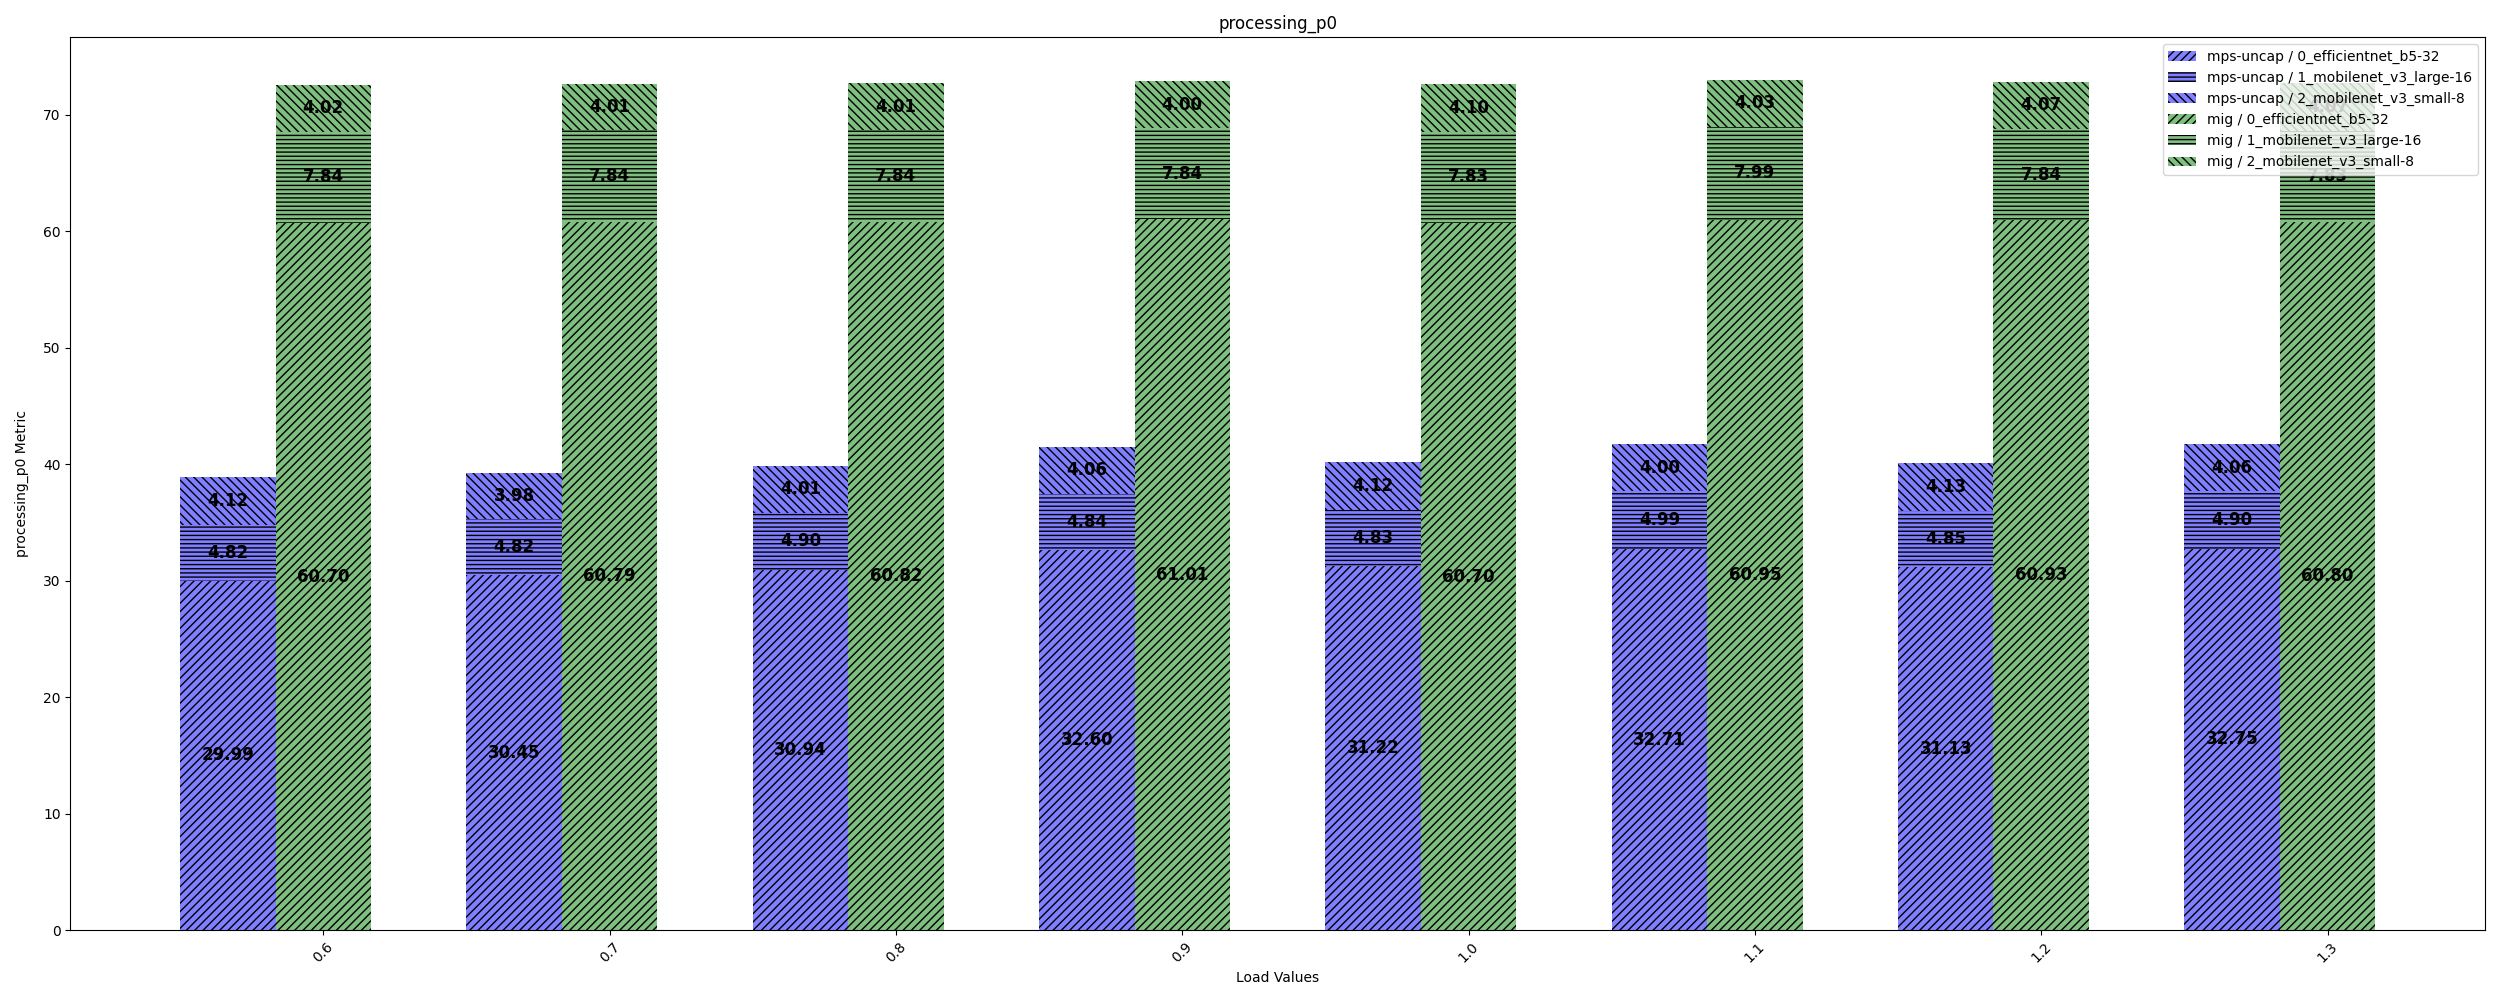 processing_p0
mps-uncap / 0_efficientnet_b5-32
mps-uncap / 1_mobilenet_v3_large-16
mps-uncap / 2_mobilenet_v3_small-8
mig / 0_efficientnet_b5-32
mig / 1_mobilenet_v3_large-16
mig / 2_mobilenet_v3_small-8
processing_p0 Metric
70
60
50
40
30
20
10
0
4.02 4.01 4.01 4.00 4.10 4.03 4.07
7.84 7.84 7.84 7.84 7.83 7.99 7.84 7.83
4.12 3.98 4.01 4.06 4.12 4.00 4.13 4.06
4.82 4.82 4.90 4.84 4.83 4.99 4.85 4.90
60.70 60.79 60.82 61.01 60.70 60.95 60.93 60.80
29.99 30.45 30.94 32.60 31.22 32.71 31.13 32.75
0.6 0.7 0.8 0.9 1.0 1.1 1.2 1.3
Load Values